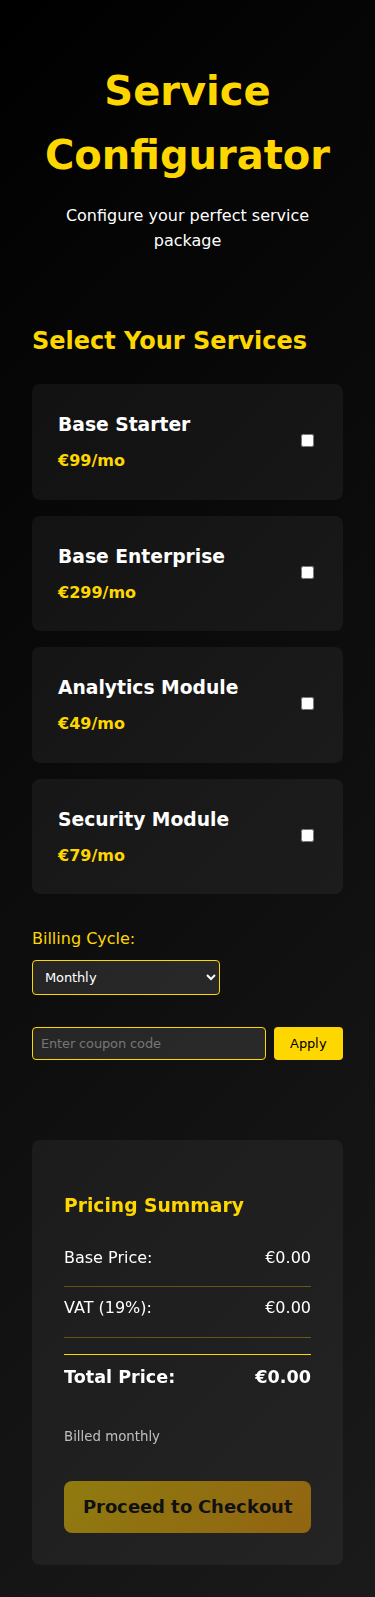 Service
Configurator
Configure your perfect service
package
Select Your Services
Base Starter
€99/mo
Base Enterprise
€299/mo
Analytics Module
€49/mo
Security Module
€79/mo
Billing Cycle:
Monthly
Enter coupon code Apply
Pricing Summary
Base Price: €0.00
VAT (19%): €0.00
Total Price: €0.00
Billed monthly
Proceed to Checkout